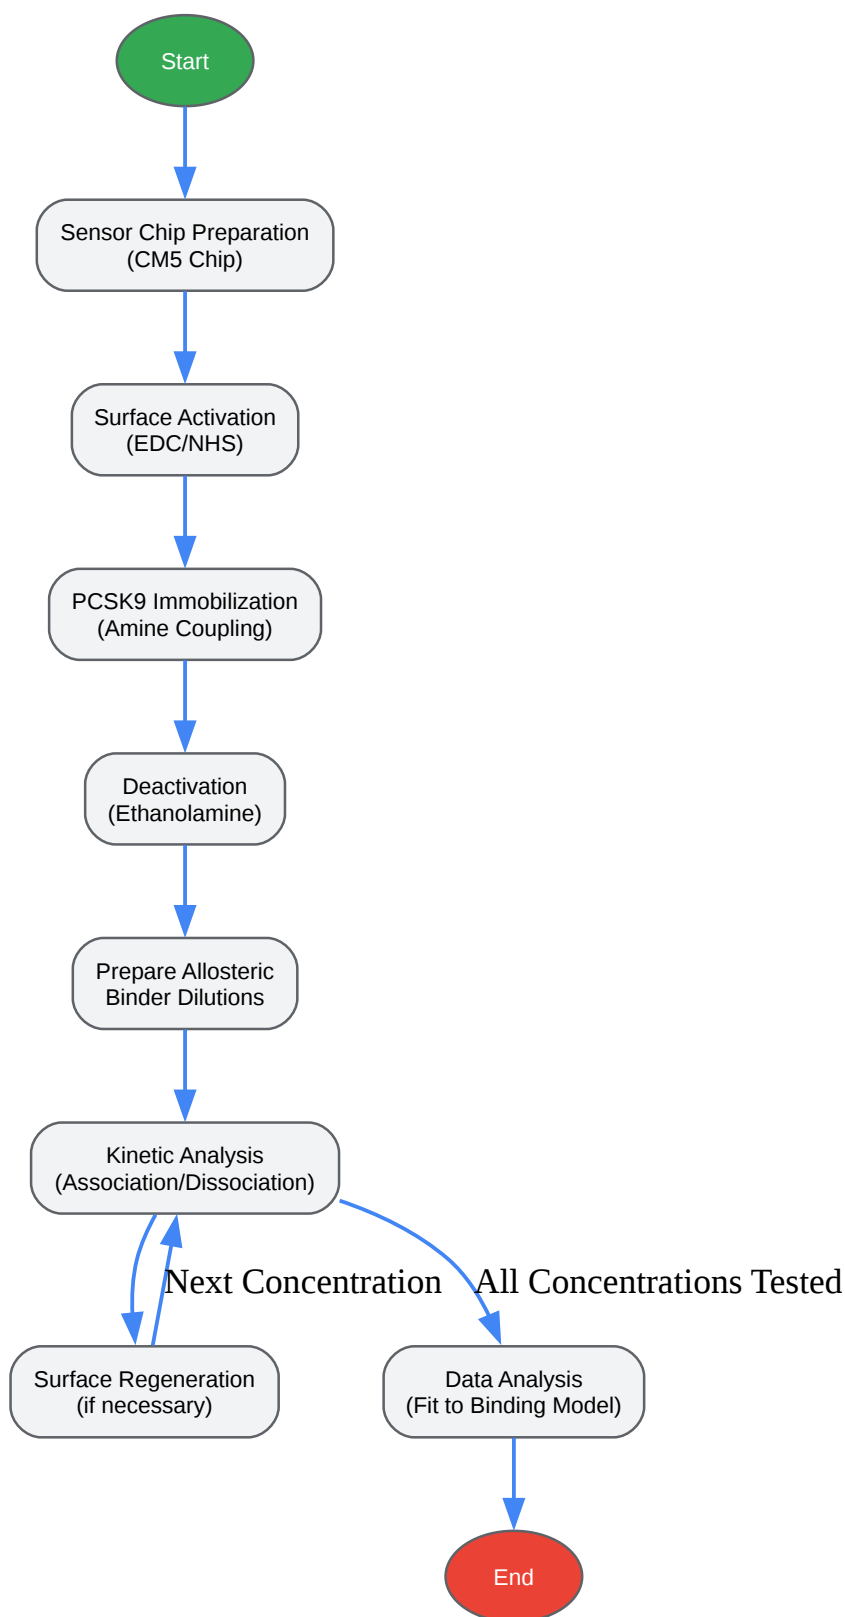 Start
Sensor Chip Preparation
(CM5 Chip)
Surface Activation
(EDC/NHS)
PCSK9 Immobilization
(Amine Coupling)
Deactivation
(Ethanolamine)
Prepare Allosteric
Binder Dilutions
Kinetic Analysis
(Association/Dissociation)
Next Concentration
All Concentrations Tested
Surface Regeneration
(if necessary)
Data Analysis
(Fit to Binding Model)
End